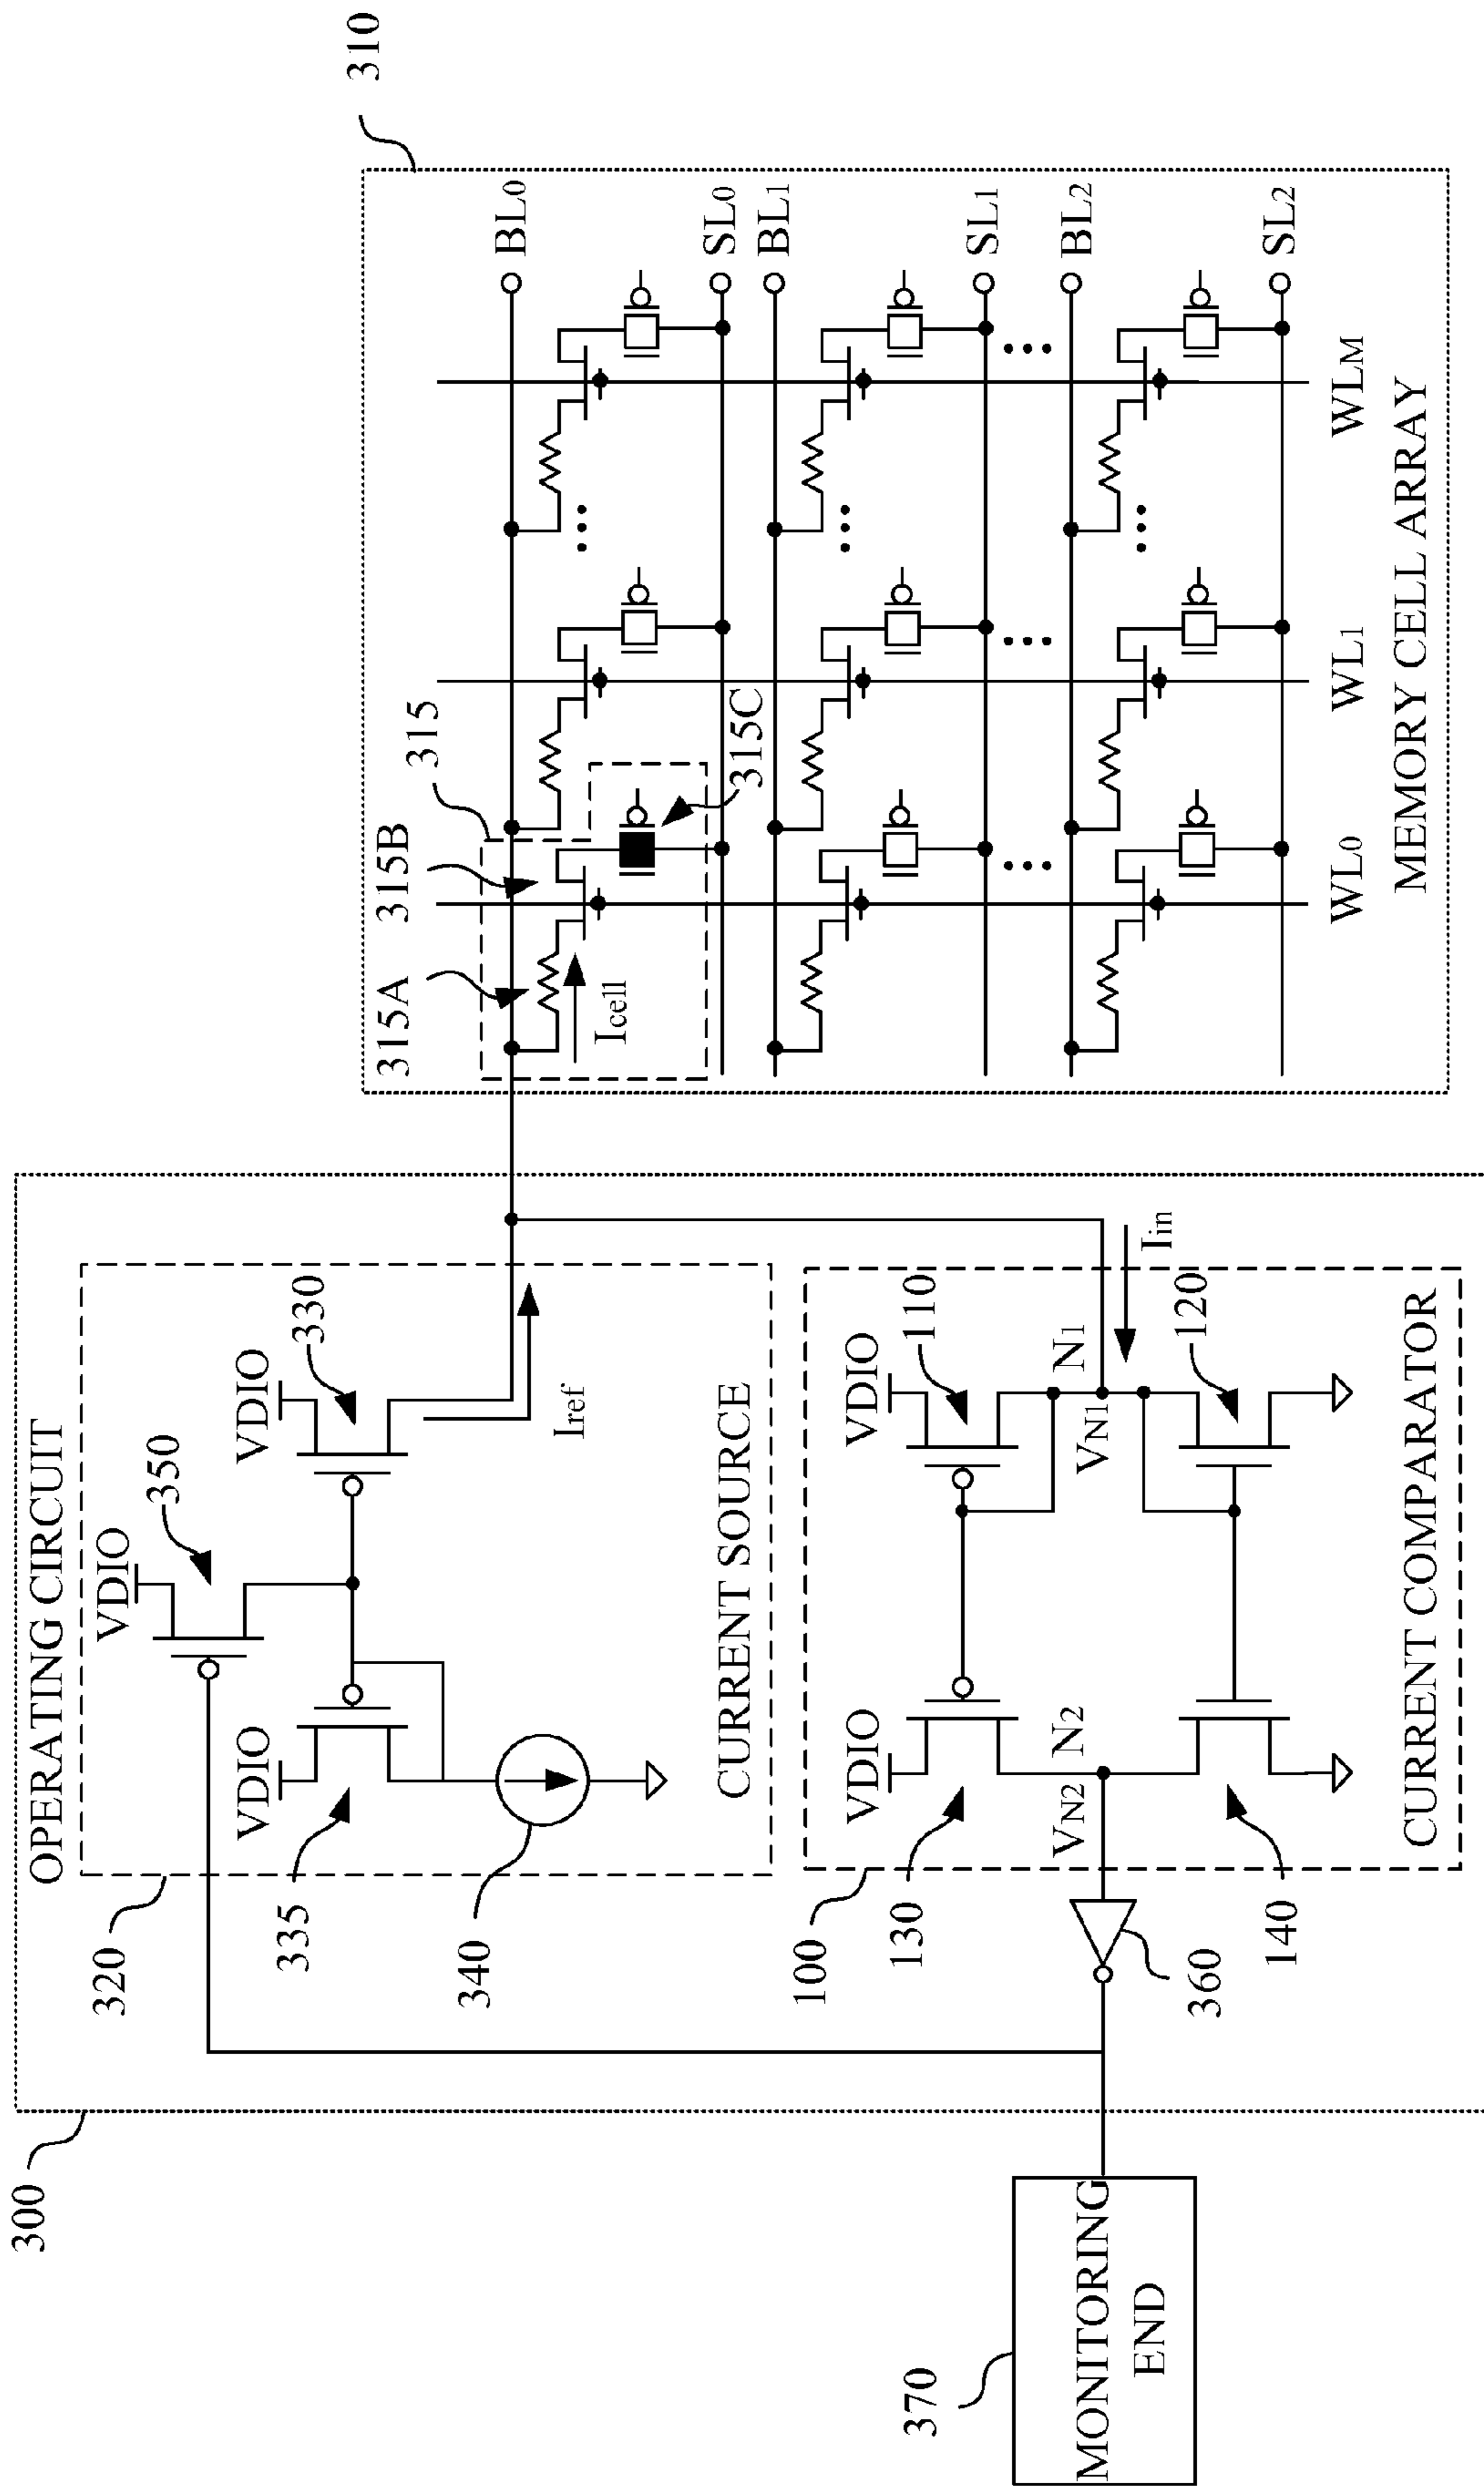 310
BL0
SL0
BL1
SL1
BL2
SL2
315
315B
315A
315C
Icell
WL0
WL1
WLM
MEMORY CELL ARRAY
300
OPERATING CIRCUIT
320
VDIO
350
VDIO
335
VDIO
330
340
Iref
CURRENT SOURCE
100
VDIO
130
VDIO
110
VN2
N2
VN1
N1
Iin
140
120
CURRENT COMPARATOR
360
370
MONITORING
END